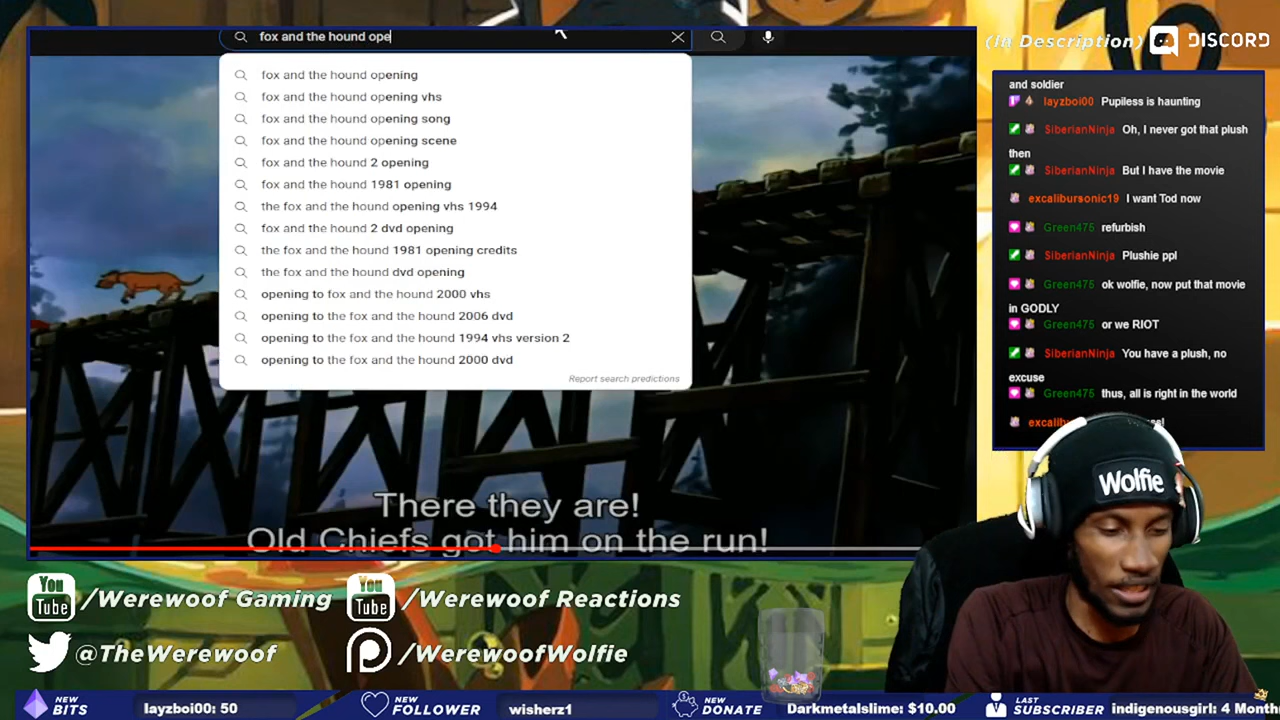 fox and the hound ope
fox and the hound opening
fox and the hound opening vhs
fox and the hound opening song
fox and the hound opening scene
fox and the hound 2 opening
fox and the hound 1981 opening
the fox and the hound opening vhs 1994
fox and the hound 2 dvd opening
the fox and the hound 1981 opening credits
the fox and the hound dvd opening
opening to fox and the hound 2000 vhs
opening to the fox and the hound 2006 dvd
opening to the fox and the hound 1994 vhs version 2
opening to the fox and the hound 2000 dvd
Report search predictions
There they are!
Old Chiefs got him on the run!
(In Description) DISCORD
and soldier
layzboi00 Pupiless is haunting
SiberianNinja Oh, I never got that plush
then
SiberianNinja But I have the movie
excalibursonic19 I want Tod now
Green475 refurbish
SiberianNinja Plushie ppl
Green475 ok wolfie, now put that movie
in GODLY
Green475 or we RIOT
SiberianNinja You have a plush, no
excuse
Green475 thus, all is right in the world
Wolfie
You Tube /Werewoof Gaming
You Tube /Werewoof Reactions
@TheWerewoof
/WerewoofWolfie
NEW BITS layzboi00: 50
NEW FOLLOWER wisherz1
NEW DONATE Darkmetalslime: $10.00
LAST SUBSCRIBER indigenousgirl: 4 Month